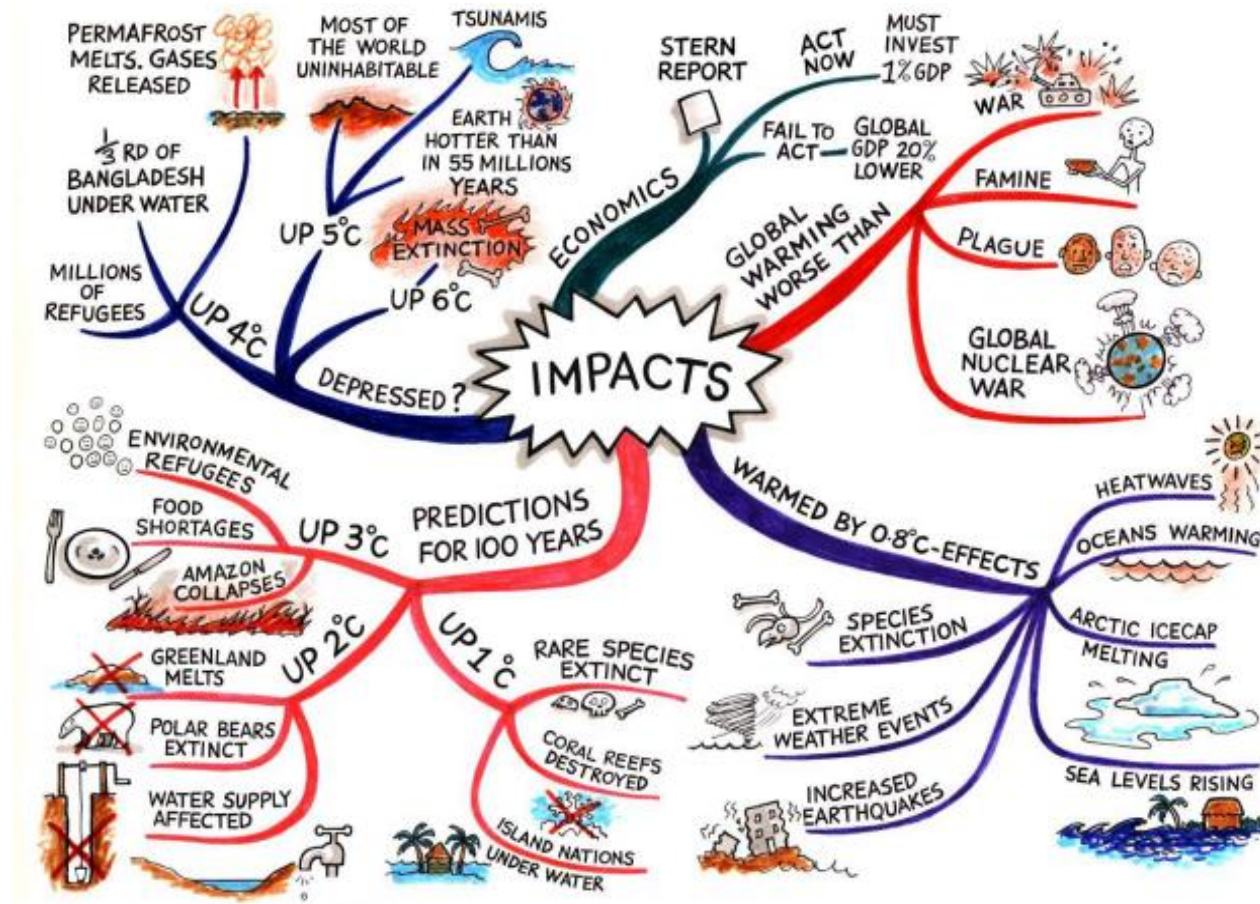 IMPACTS
ECONOMICS
STERN
REPORT
ACT
NOW
MUST
INVEST
1% GDP
FAIL TO
ACT
GLOBAL
GDP 20%
LOWER
GLOBAL
WARMING
WORSE THAN
WAR
FAMINE
PLAGUE
GLOBAL
NUCLEAR
WAR
WARMED BY 0.8°C-EFFECTS
HEATWAVES
OCEANS WARMING
ARCTIC ICECAP
MELTING
SEA LEVELS RISING
SPECIES
EXTINCTION
EXTREME
WEATHER EVENTS
INCREASED
EARTHQUAKES
PREDICTIONS
FOR 100 YEARS
UP 1°C
RARE SPECIES
EXTINCT
CORAL REEFS
DESTROYED
ISLAND NATIONS
UNDER WATER
UP 2°C
GREENLAND
MELTS
POLAR BEARS
EXTINCT
WATER SUPPLY
AFFECTED
UP 3°C
ENVIRONMENTAL
REFUGEES
FOOD
SHORTAGES
AMAZON
COLLAPSES
DEPRESSED?
UP 4°C
PERMAFROST
MELTS. GASES
RELEASED
⅓ RD OF
BANGLADESH
UNDER WATER
MILLIONS
OF
REFUGEES
UP 5°C
MOST OF
THE WORLD
UNINHABITABLE
TSUNAMIS
EARTH
HOTTER THAN
IN 55 MILLIONS
YEARS
UP 6°C
MASS
EXTINCTION